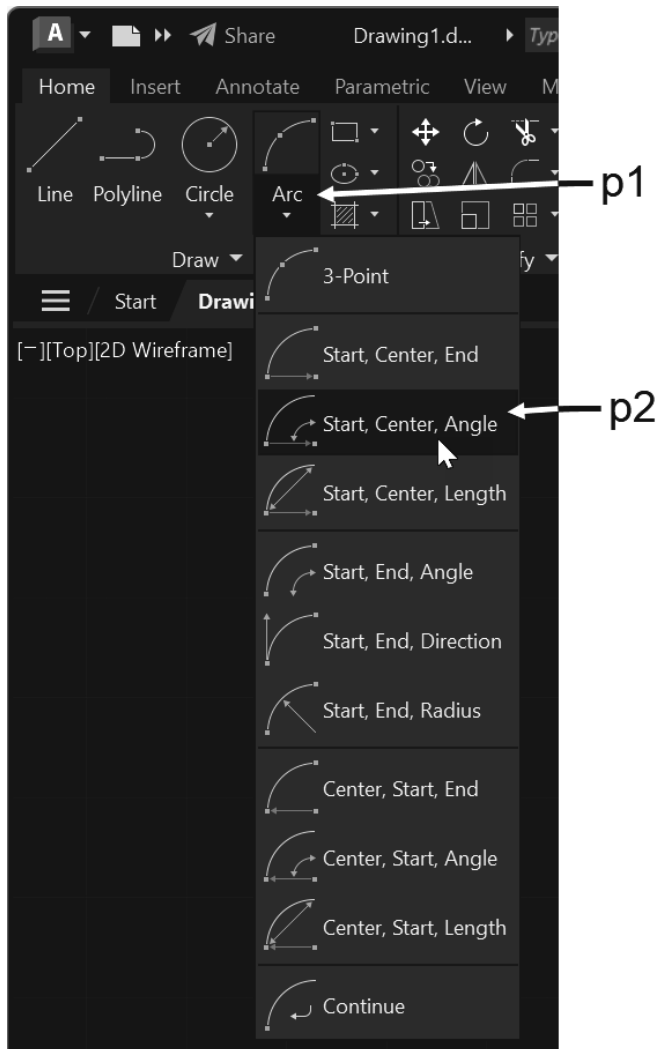 A Share Drawing1.d... Typ
Home Insert Annotate Parametric View M
Line Polyline Circle Arc
p1
Draw fy
3-Point
Start Drawi
[-][Top][2D Wireframe]
Start, Center, End
Start, Center, Angle
p2
Start, Center, Length
Start, End, Angle
Start, End, Direction
Start, End, Radius
Center, Start, End
Center, Start, Angle
Center, Start, Length
Continue